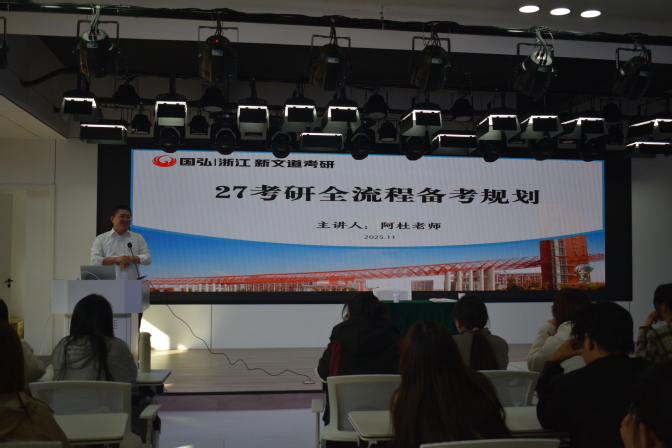 国弘|浙江 新文道考研
27考研全流程备考规划
主讲人：阿杜老师
2025.11